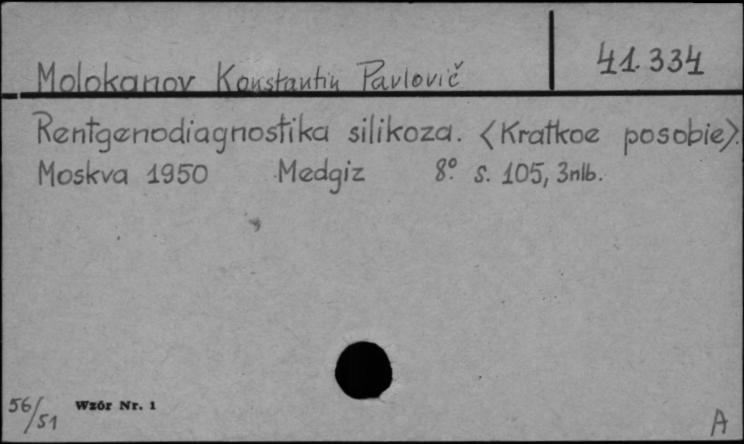 Molokanov Konstantin Pavlovič 41.334
Rentgenodiagnostika silikoza. <Kratkoe posobie>.
Moskva 1950 Medgiz 8º. s. 105, 3nlb.
56/51 Wzór Nr. 1
A